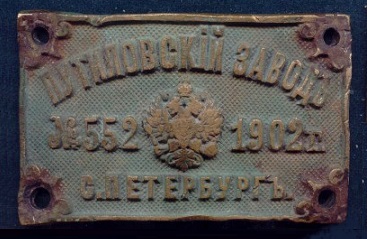 ПУТИЛОВСКІЙ ЗАВОДЪ
№ 552 1902 г.
С. ПЕТЕРБУРГЪ.